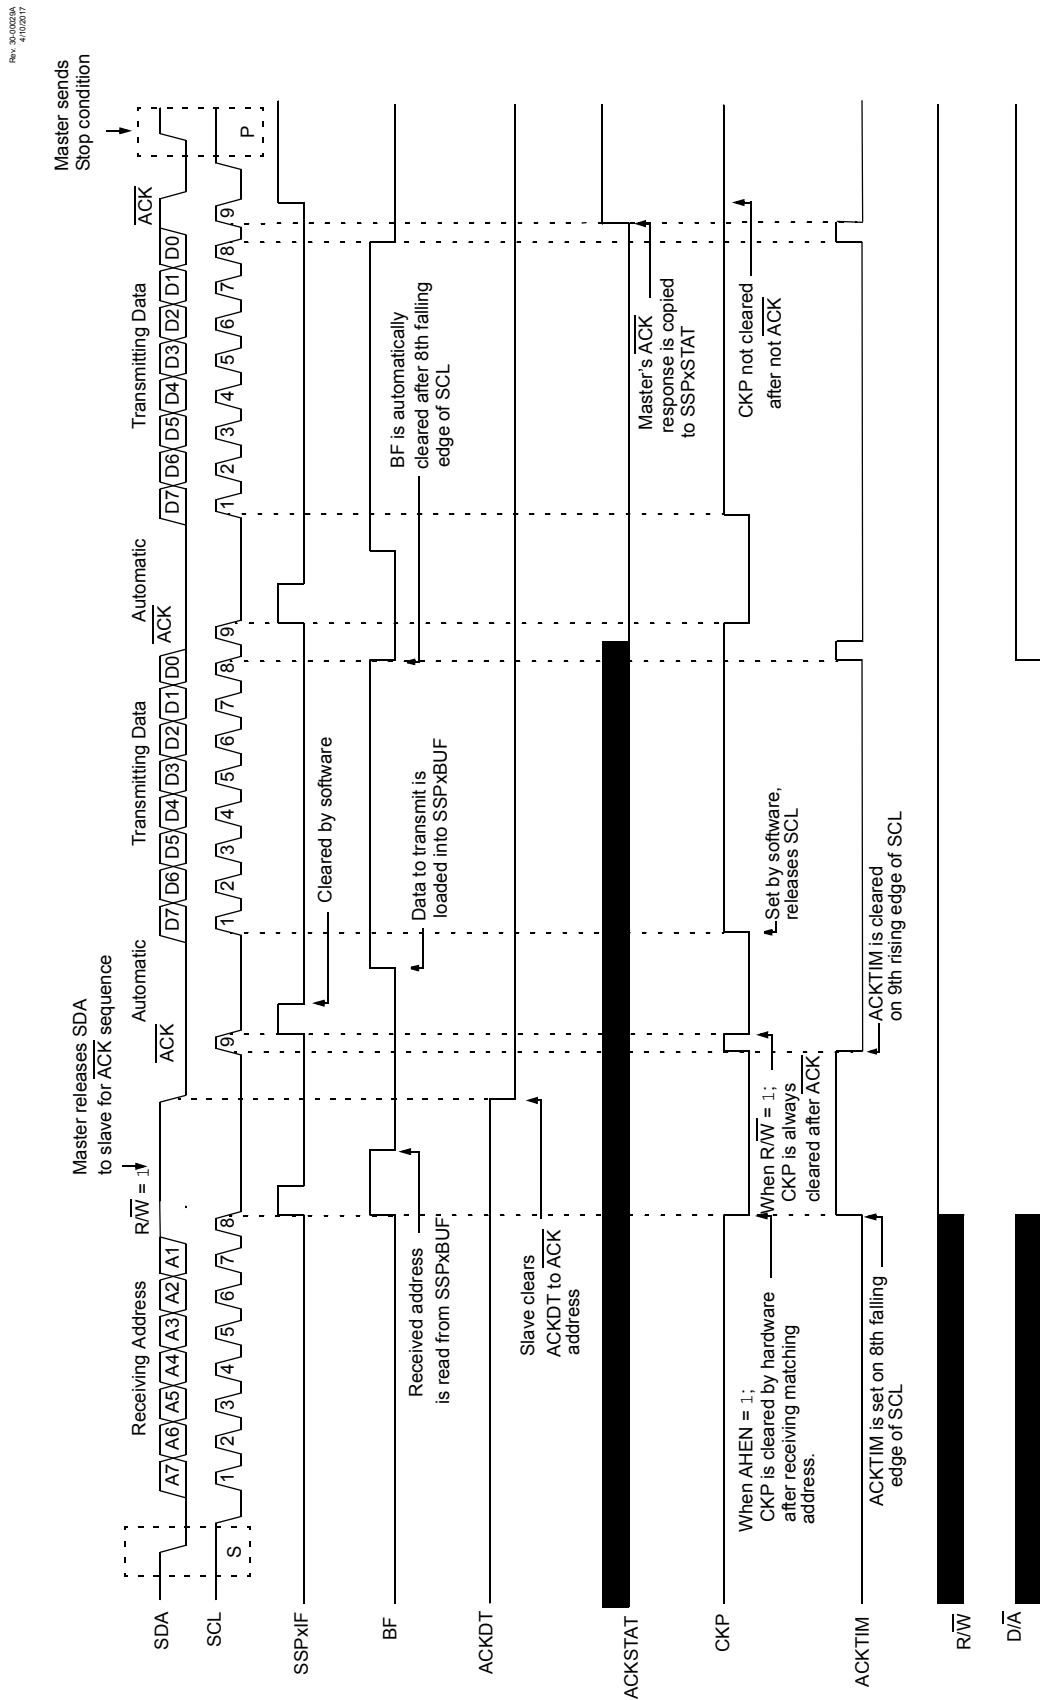 Rev. 30-00029A
4/10/2017
Master releases SDA
to slave for ACK sequence
Master sends
Stop condition
Receiving Address
R/W = 1
ACK
Automatic
Transmitting Data
Automatic
ACK
Transmitting Data
ACK
SDA
A7 A6 A5 A4 A3 A2 A1
D7 D6 D5 D4 D3 D2 D1 D0
D7 D6 D5 D4 D3 D2 D1 D0
SCL
S
1 2 3 4 5 6 7 8 9
1 2 3 4 5 6 7 8 9
1 2 3 4 5 6 7 8 9
P
SSPxIF
Cleared by software
BF
Received address
is read from SSPxBUF
Data to transmit is
loaded into SSPxBUF
BF is automatically
cleared after 8th falling
edge of SCL
ACKDT
Slave clears
ACKDT to ACK
address
ACKSTAT
Master's ACK
response is copied
to SSPxSTAT
CKP
When AHEN = 1;
CKP is cleared by hardware
after receiving matching
address.
When R/W = 1;
CKP is always
cleared after ACK
Set by software,
releases SCL
CKP not cleared
after not ACK
ACKTIM
ACKTIM is set on 8th falling
edge of SCL
ACKTIM is cleared
on 9th rising edge of SCL
R/W
D/A